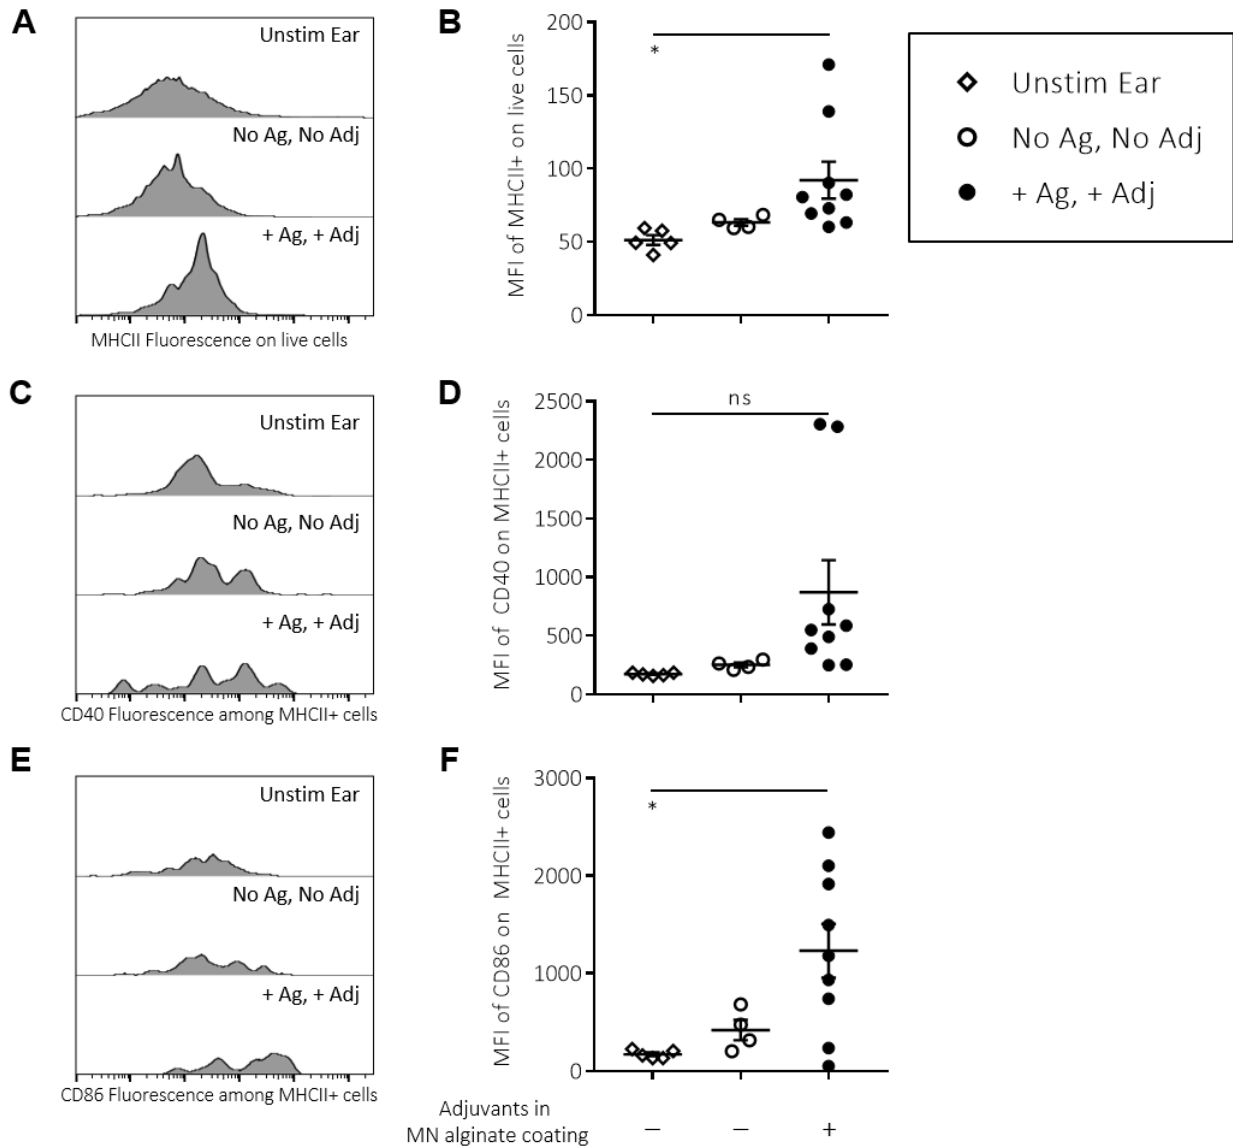 A
Unstim Ear
No Ag, No Adj
+ Ag, + Adj
MHCII Fluorescence on live cells
B
MFI of MHCII+ on live cells
200
150
100
50
0
*
Unstim Ear
No Ag, No Adj
+ Ag, + Adj
C
Unstim Ear
No Ag, No Adj
+ Ag, + Adj
CD40 Fluorescence among MHCII+ cells
D
MFI of CD40 on MHCII+ cells
2500
2000
1500
1000
500
0
ns
E
Unstim Ear
No Ag, No Adj
+ Ag, + Adj
CD86 Fluorescence among MHCII+ cells
F
MFI of CD86 on MHCII+ cells
3000
2000
1000
0
*
Adjuvants in
MN alginate coating
– – +